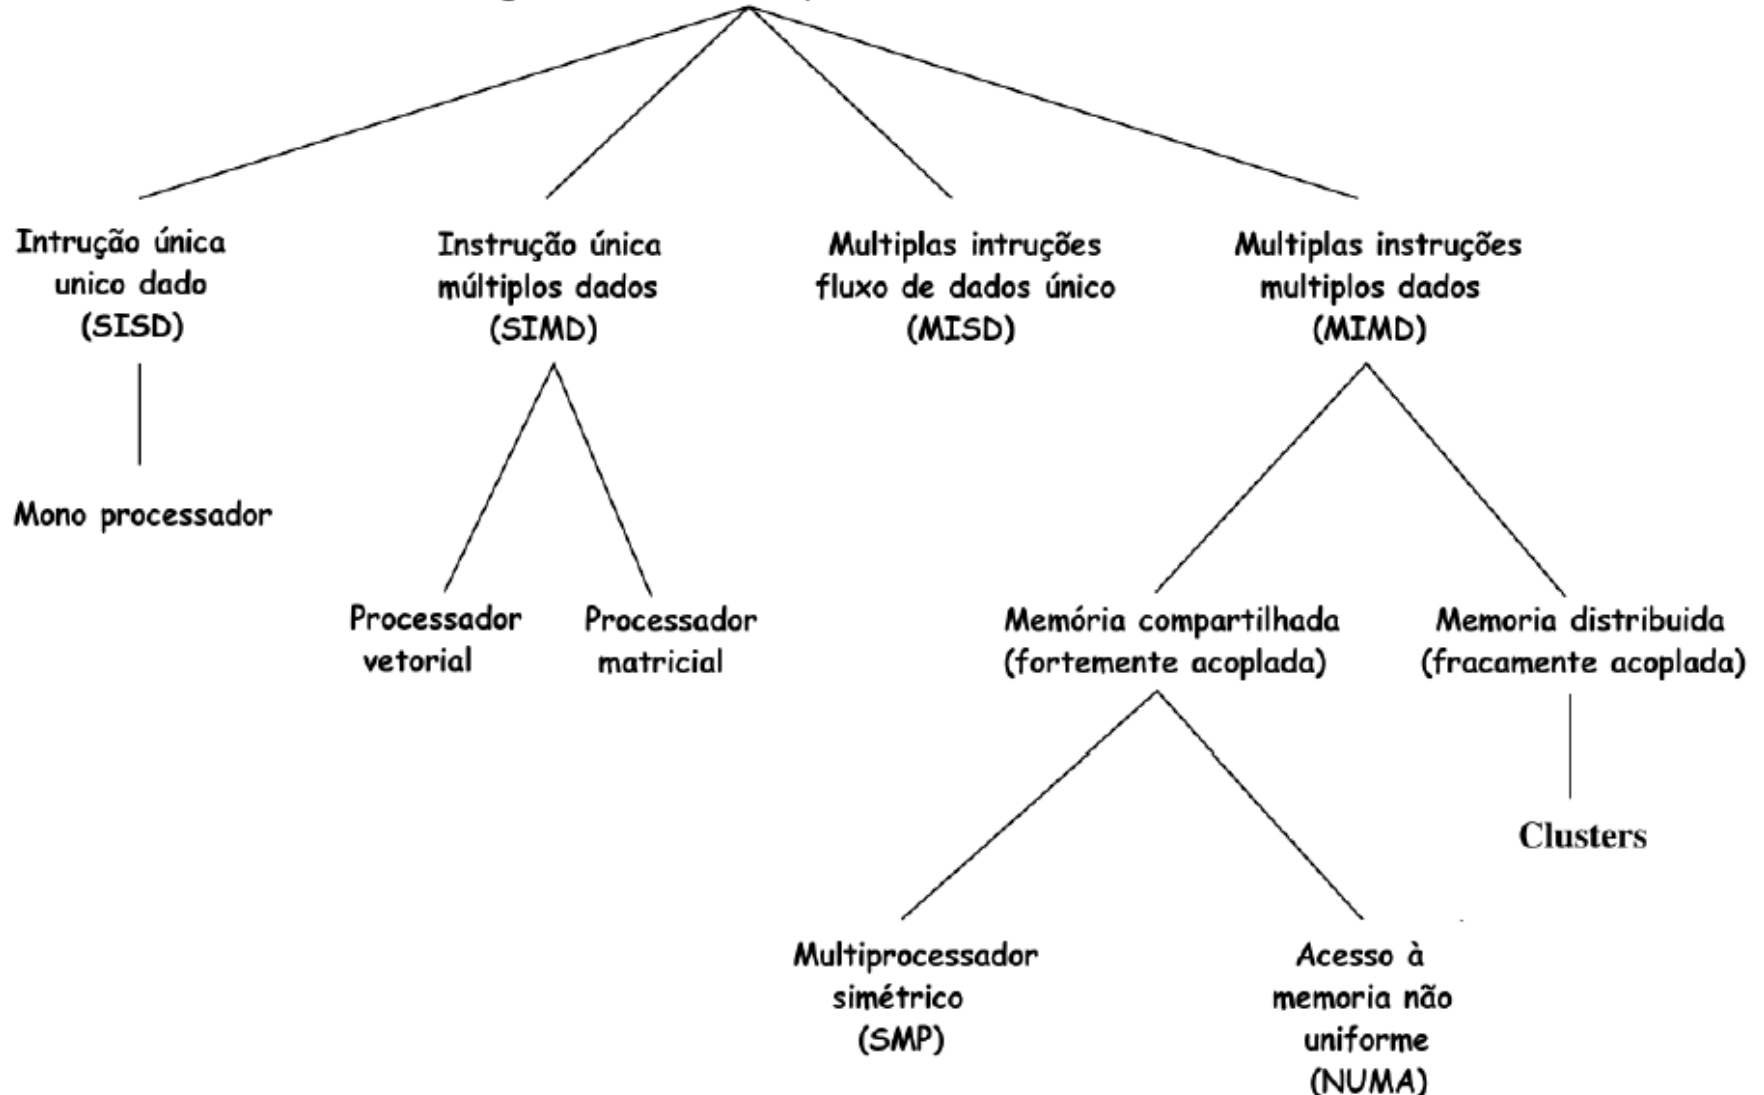 Intrução única
unico dado
(SISD)
Instrução única
múltiplos dados
(SIMD)
Multiplas intruções
fluxo de dados único
(MISD)
Multiplas instruções
multiplos dados
(MIMD)
Mono processador
Processador
vetorial
Processador
matricial
Memória compartilhada
(fortemente acoplada)
Memoria distribuida
(fracamente acoplada)
Clusters
Multiprocessador
simétrico
(SMP)
Acesso à
memoria não
uniforme
(NUMA)